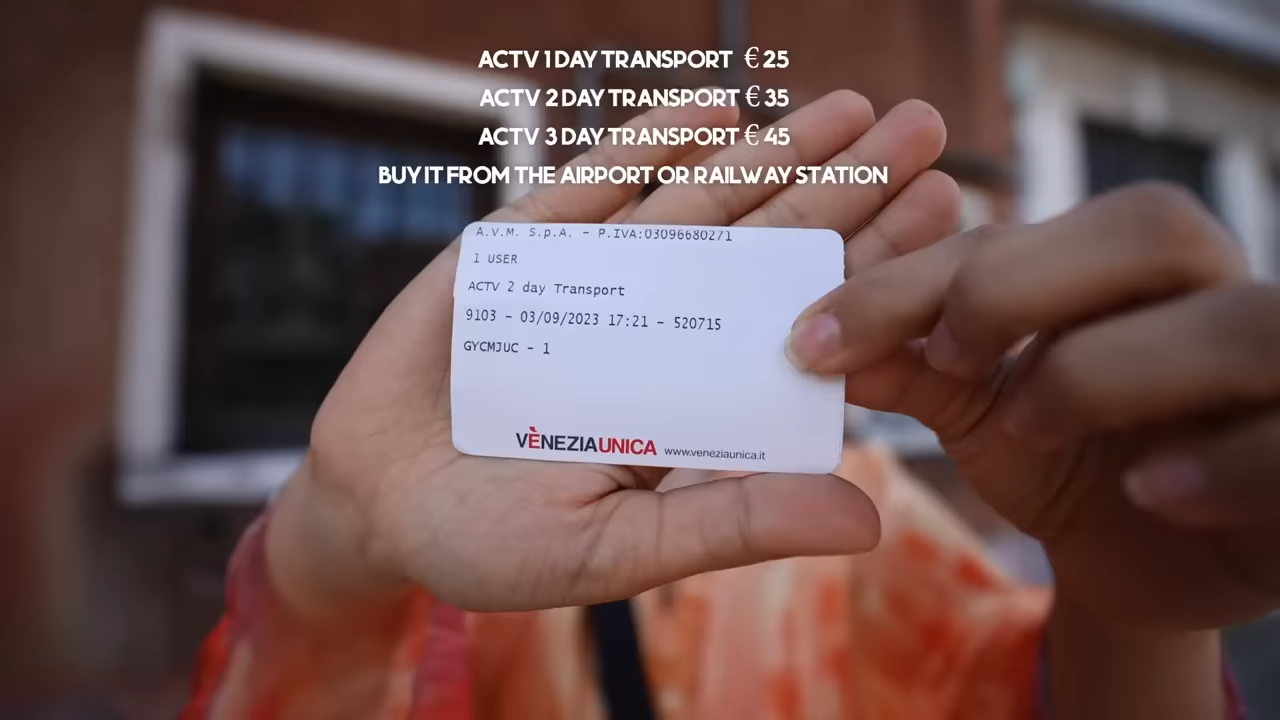 ACTV 1 DAY TRANSPORT € 25
ACTV 2 DAY TRANSPORT € 35
ACTV 3 DAY TRANSPORT € 45
BUY IT FROM THE AIRPORT OR RAILWAY STATION
A.V.M. S.p.A. - P.IVA:03096680271
1 USER
ACTV 2 day Transport
9103 - 03/09/2023 17:21 - 520715
GYCMJUC - 1
VÈNEZIAUNICA www.veneziaunica.it